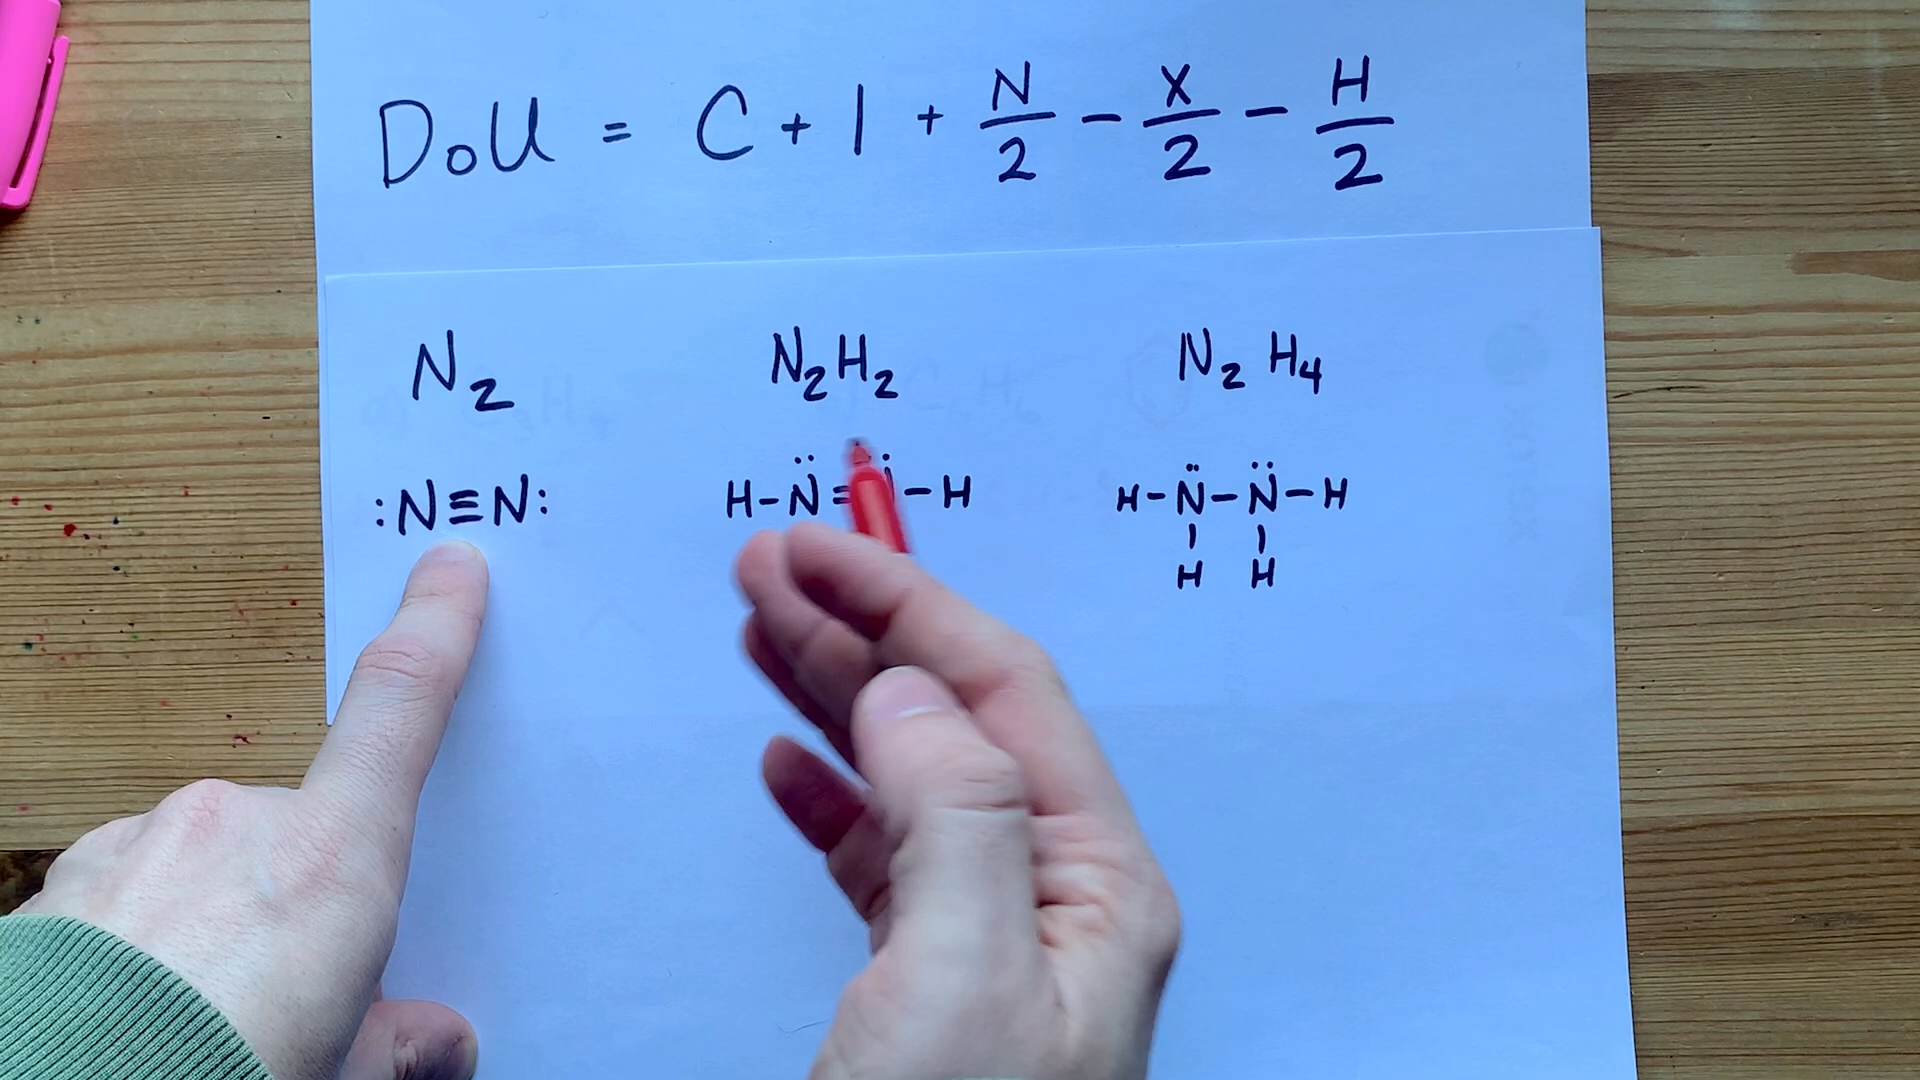 DoU = C + 1 + N/2 - X/2 - H/2
N₂ N₂H₂ N₂H₄
:N≡N: H-N̈= -H H-N̈-N̈-H
H H